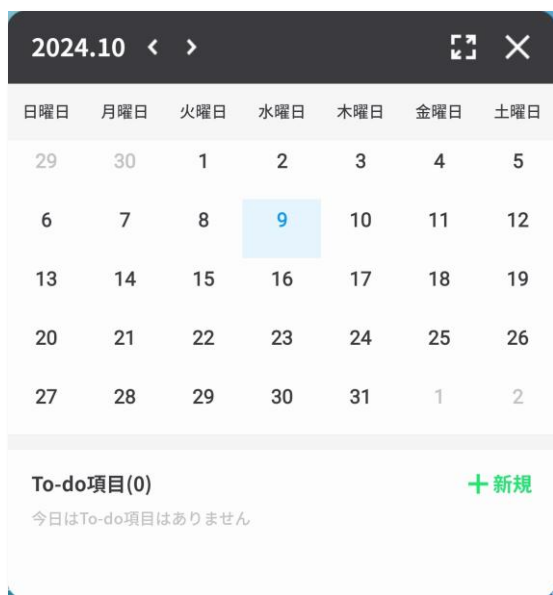 2024.10 < >
日曜日 月曜日 火曜日 水曜日 木曜日 金曜日 土曜日
29 30 1 2 3 4 5
6 7 8 9 10 11 12
13 14 15 16 17 18 19
20 21 22 23 24 25 26
27 28 29 30 31 1 2
To-do項目(0) +新規
今日はTo-do項目はありません